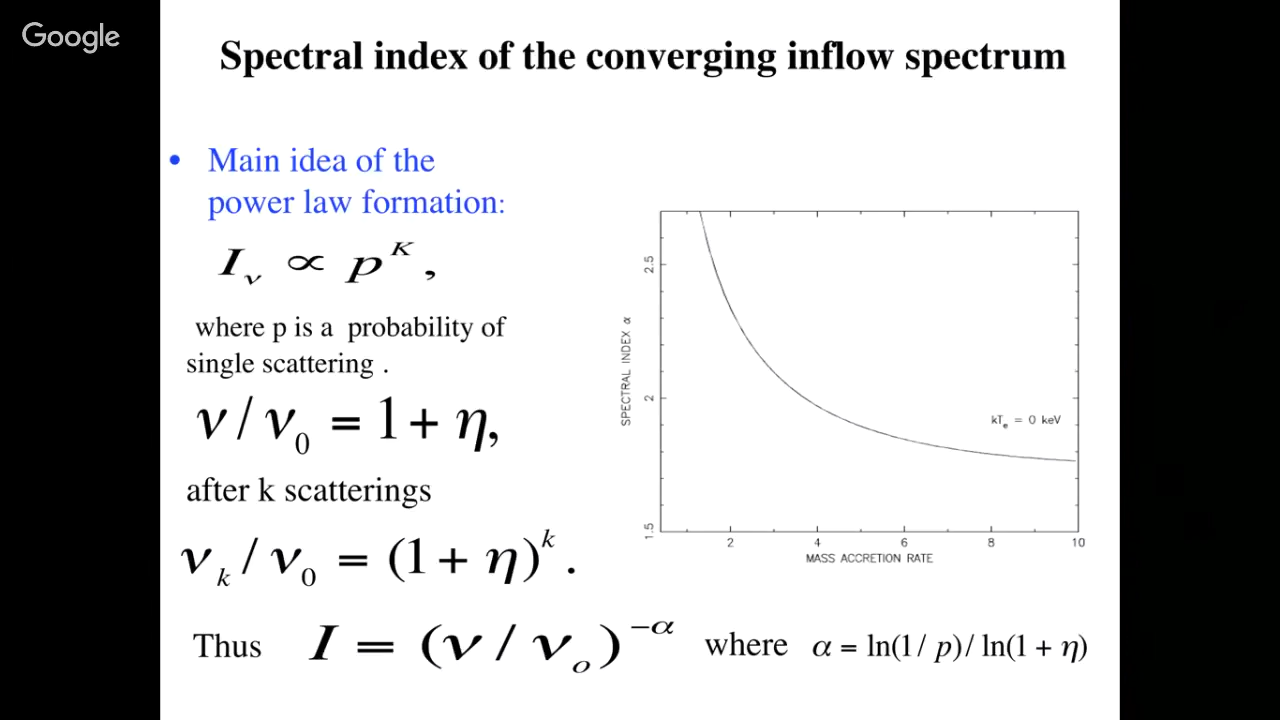 Google
Spectral index of the converging inflow spectrum
• Main idea of the
power law formation:
I_ν ∝ p^K ,
where p is a probability of
single scattering .
ν / ν_0 = 1 + η,
after k scatterings
ν_k / ν_0 = (1 + η)^k .
Thus I = (ν / ν_o)^−α where α = ln(1 / p) / ln(1 + η)
SPECTRAL INDEX α
2.5
2
1.5
kT_e = 0 keV
2 4 6 8 10
MASS ACCRETION RATE